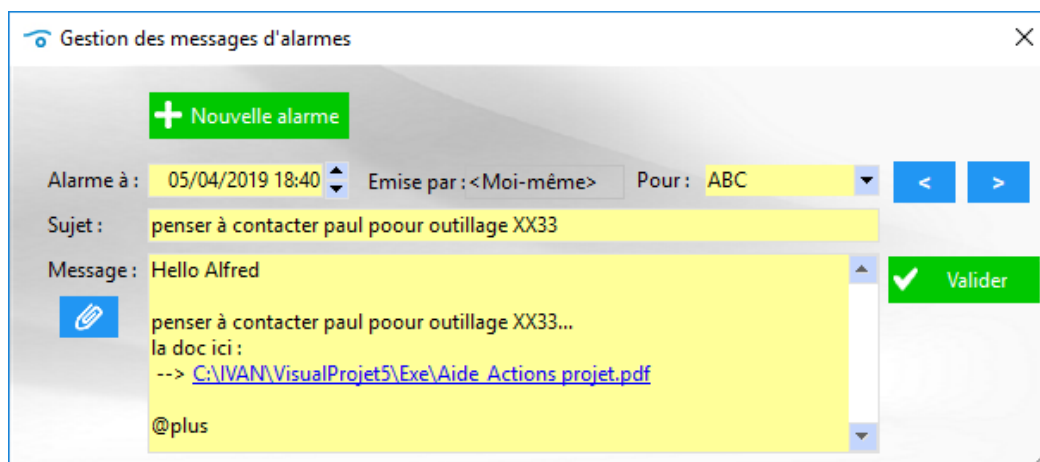 Gestion des messages d'alarmes
Nouvelle alarme
Alarme à : 05/04/2019 18:40 Emise par : <Moi-même> Pour : ABC < >
Sujet : penser à contacter paul poour outillage XX33
Message : Hello Alfred
Valider
penser à contacter paul poour outillage XX33...
la doc ici :
--> C:\IVAN\VisualProjet5\Exe\Aide Actions projet.pdf
@plus